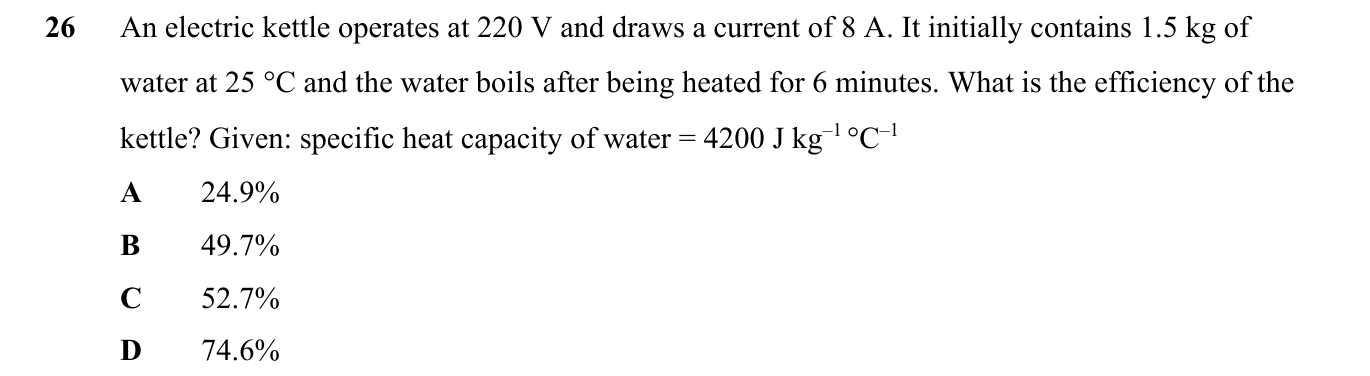 26 An electric kettle operates at 220 V and draws a current of 8 A. It initially contains 1.5 kg of
water at 25 °C and the water boils after being heated for 6 minutes. What is the efficiency of the
kettle? Given: specific heat capacity of water = 4200 J kg⁻¹ °C⁻¹
A 24.9%
B 49.7%
C 52.7%
D 74.6%